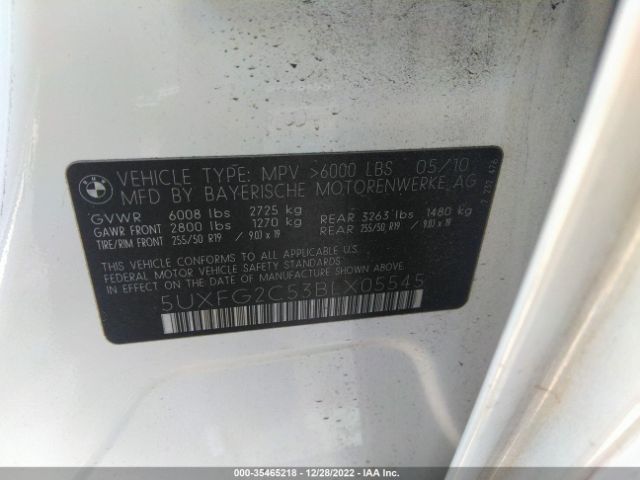 BMW
VEHICLE TYPE: MPV >6000 LBS 05/10
MFD BY BAYERISCHE MOTORENWERKE, AG
GVWR 6008 lbs 2725 kg
GAWR FRONT 2800 lbs 1270 kg REAR 3263 lbs 1480 kg
TIRE/RIM FRONT 255/50 R19 / 9.0J x 19 REAR 255/50 R19 / 9.0J x 19
THIS VEHICLE CONFORMS TO ALL APPLICABLE U.S.
FEDERAL MOTOR VEHICLE SAFETY STANDARDS IN
EFFECT ON THE DATE OF MANUFACTURE SHOWN ABOVE.
5UXFG2C53BLX05545
000-35465218 - 12/28/2022 - IAA Inc.